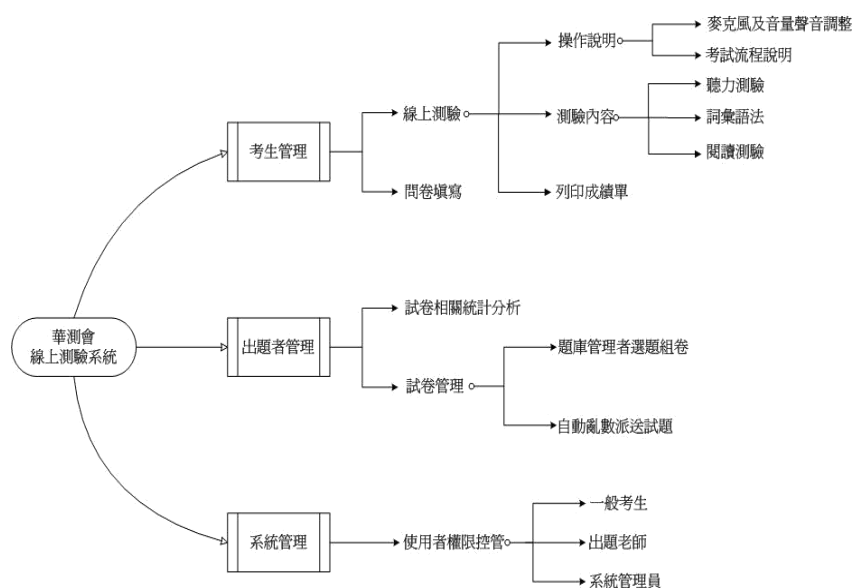 華測會
線上測驗系統
考生管理
線上測驗
操作說明
麥克風及音量聲音調整
考試流程說明
測驗內容
聽力測驗
詞彙語法
閱讀測驗
列印成績單
問卷填寫
出題者管理
試卷相關統計分析
試卷管理
題庫管理者選題組卷
自動亂數派送試題
系統管理
使用者權限控管
一般考生
出題老師
系統管理員